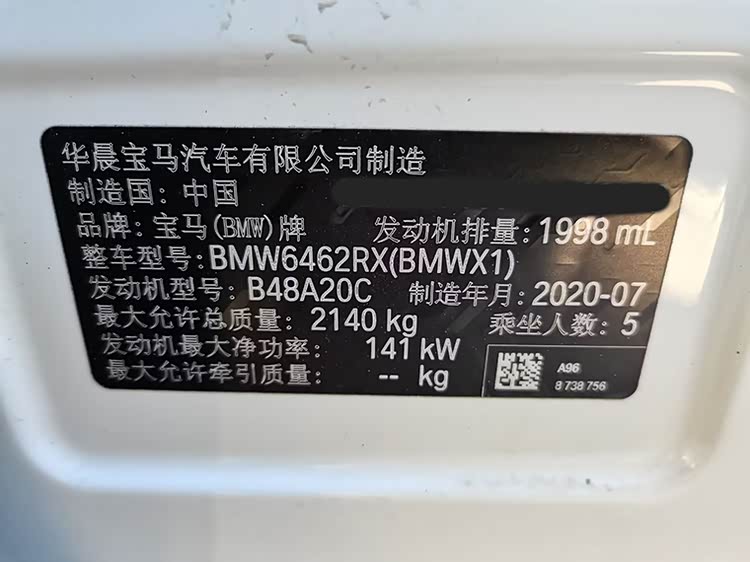 华晨宝马汽车有限公司制造
制造国: 中国
品牌: 宝马(BMW)牌 发动机排量: 1998 mL
整车型号: BMW6462RX(BMWX1)
发动机型号: B48A20C 制造年月: 2020-07
最大允许总质量: 2140 kg 乘坐人数: 5
发动机最大净功率: 141 kW
最大允许牵引质量: -- kg
A96
8 738 756